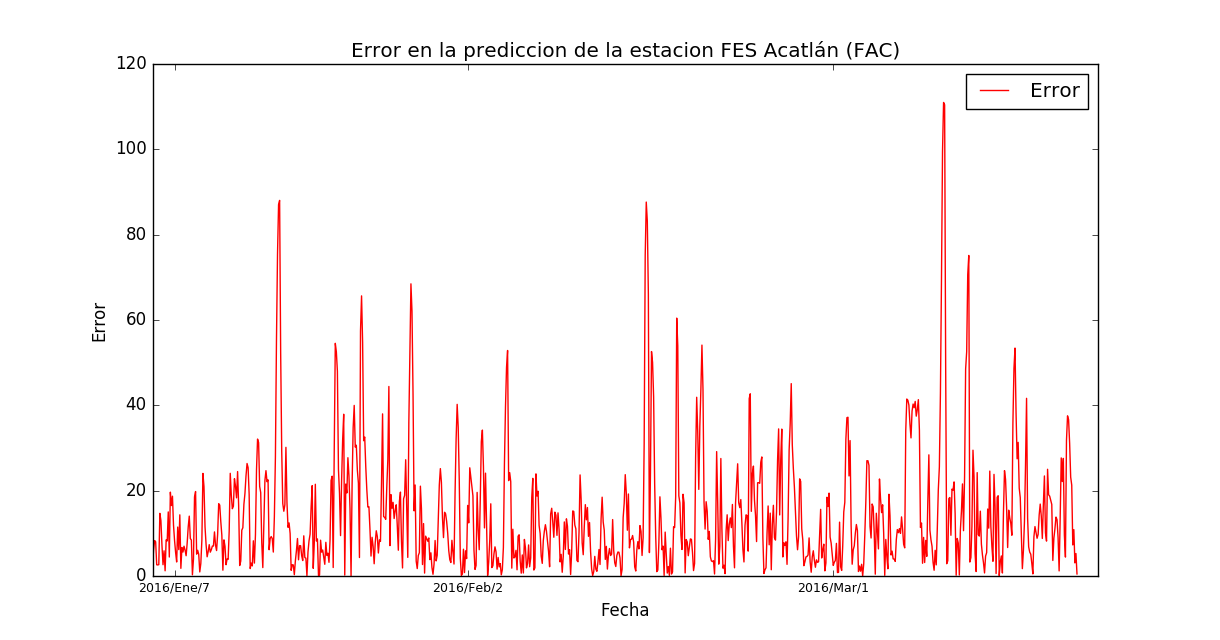 Error en la prediccion de la estacion FES Acatlán (FAC)
120
100
80
60
40
20
0
Error
Error
2016/Ene/7
2016/Feb/2
2016/Mar/1
Fecha